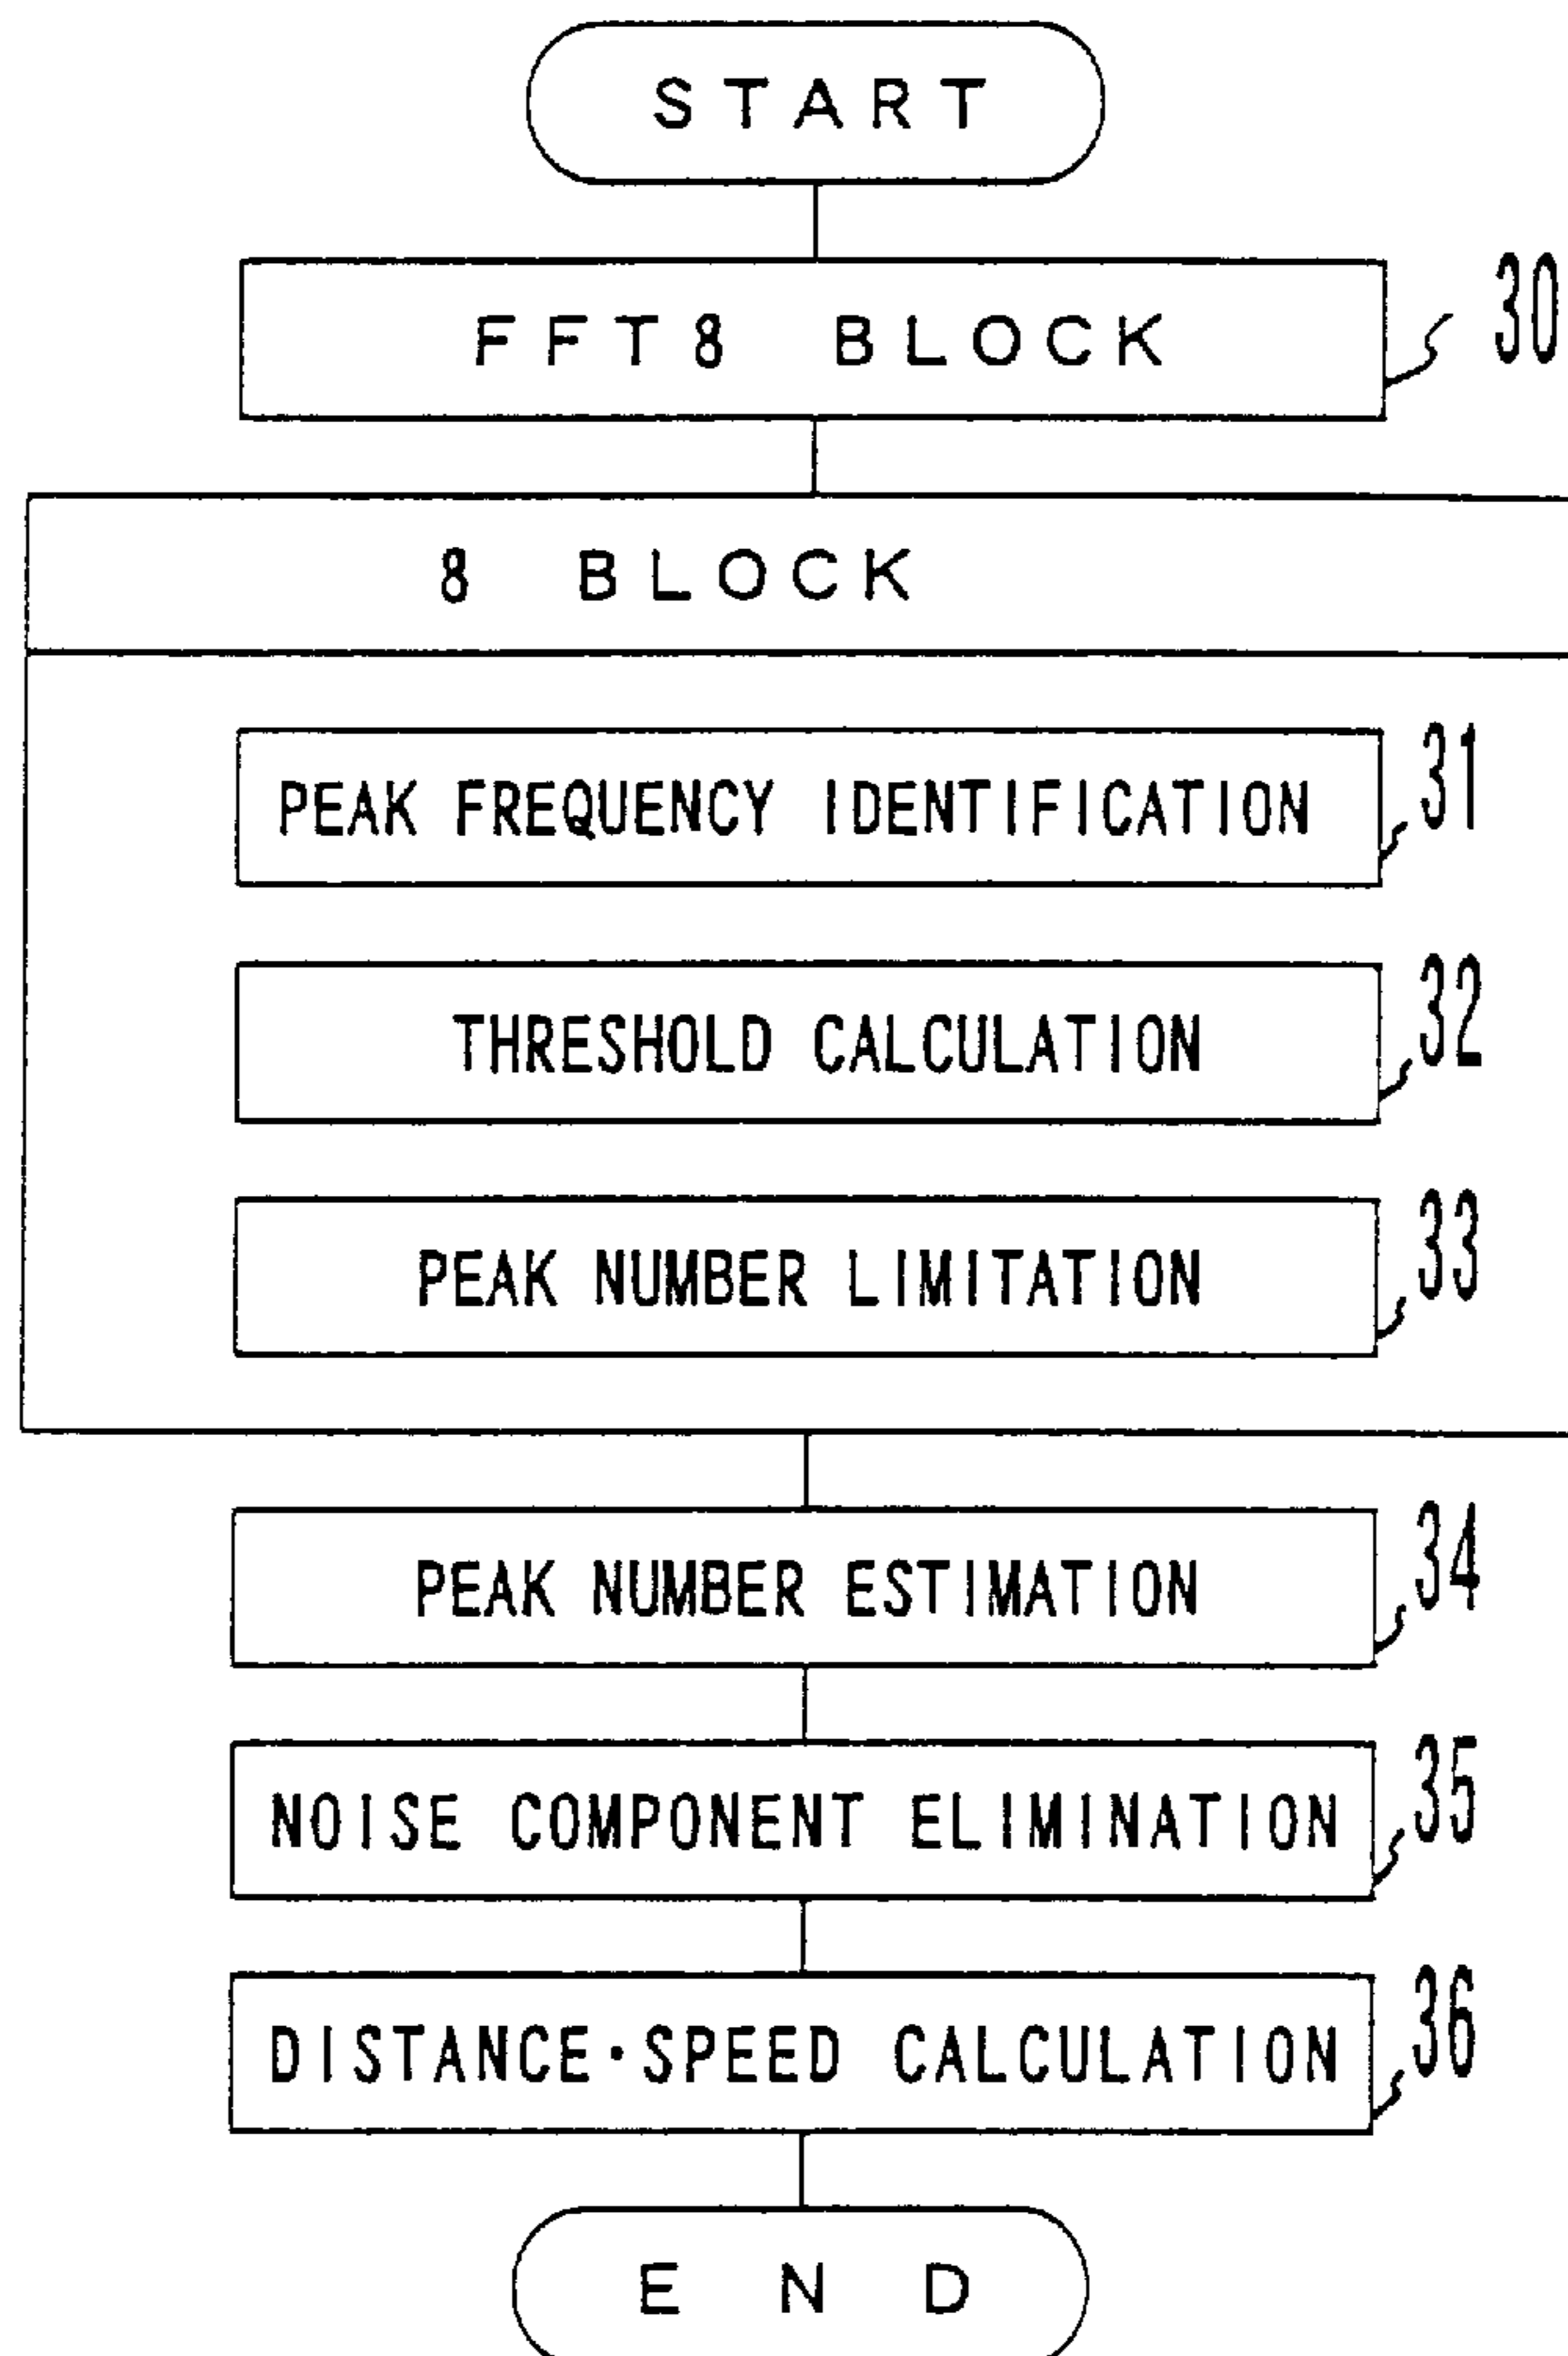 START
FFT8 BLOCK
30
8 BLOCK
PEAK FREQUENCY IDENTIFICATION
31
THRESHOLD CALCULATION
32
PEAK NUMBER LIMITATION
33
PEAK NUMBER ESTIMATION
34
NOISE COMPONENT ELIMINATION
35
DISTANCE·SPEED CALCULATION
36
END